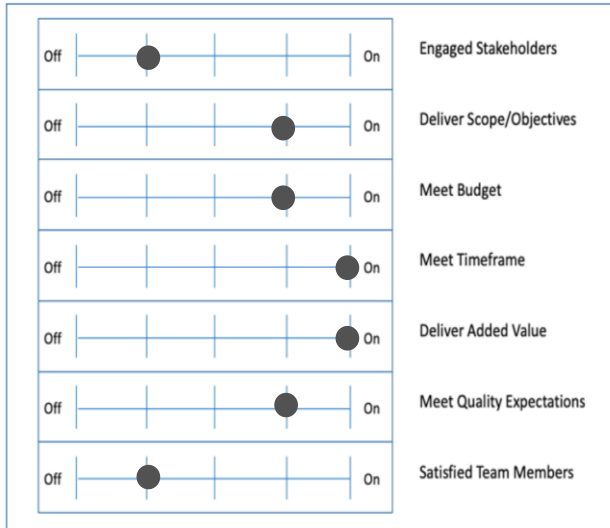 Off On Engaged Stakeholders
Off On Deliver Scope/Objectives
Off On Meet Budget
Off On Meet Timeframe
Off On Deliver Added Value
Off On Meet Quality Expectations
Off On Satisfied Team Members